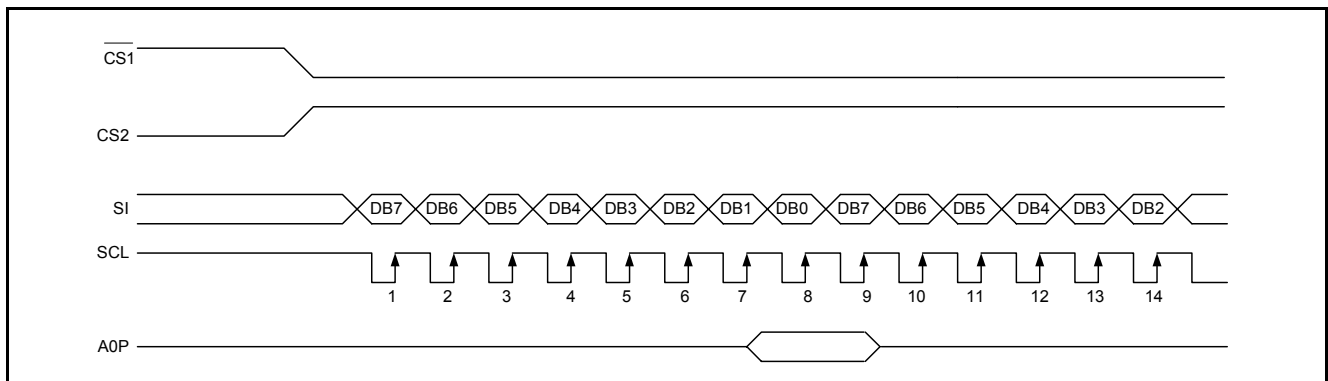 CS1
CS2
SI DB7 DB6 DB5 DB4 DB3 DB2 DB1 DB0 DB7 DB6 DB5 DB4 DB3 DB2
SCL
1 2 3 4 5 6 7 8 9 10 11 12 13 14
A0P